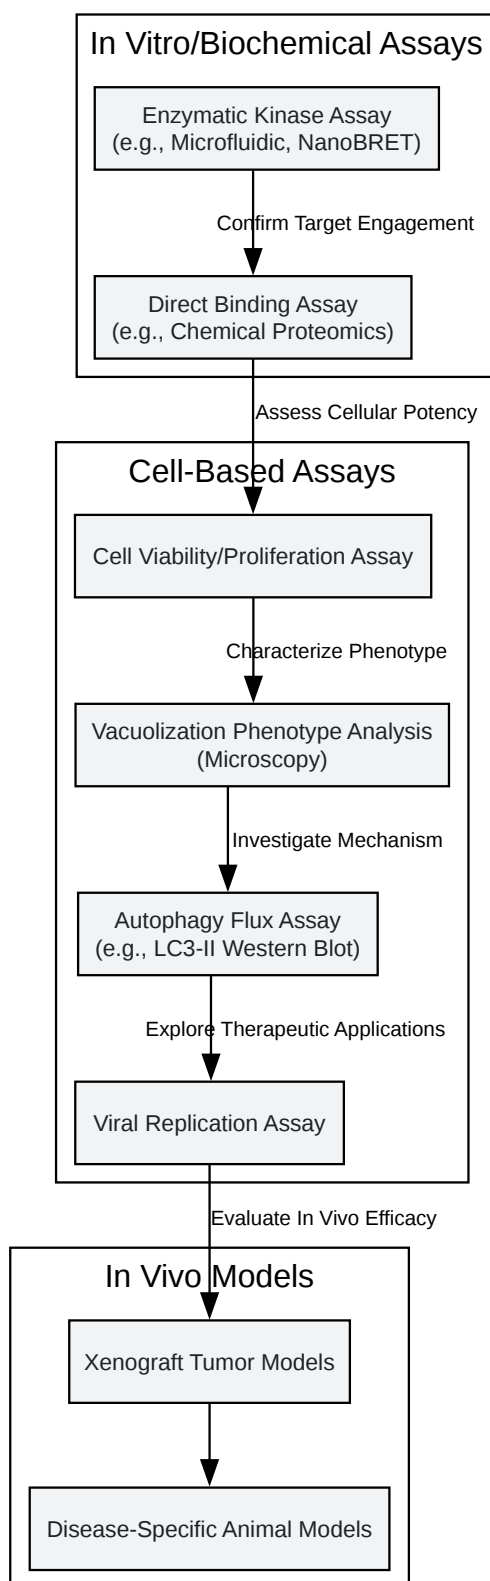 In Vitro/Biochemical Assays
Enzymatic Kinase Assay
(e.g., Microfluidic, NanoBRET)
Confirm Target Engagement
Direct Binding Assay
(e.g., Chemical Proteomics)
Assess Cellular Potency
Cell-Based Assays
Cell Viability/Proliferation Assay
Characterize Phenotype
Vacuolization Phenotype Analysis
(Microscopy)
Investigate Mechanism
Autophagy Flux Assay
(e.g., LC3-II Western Blot)
Explore Therapeutic Applications
Viral Replication Assay
Evaluate In Vivo Efficacy
In Vivo Models
Xenograft Tumor Models
Disease-Specific Animal Models